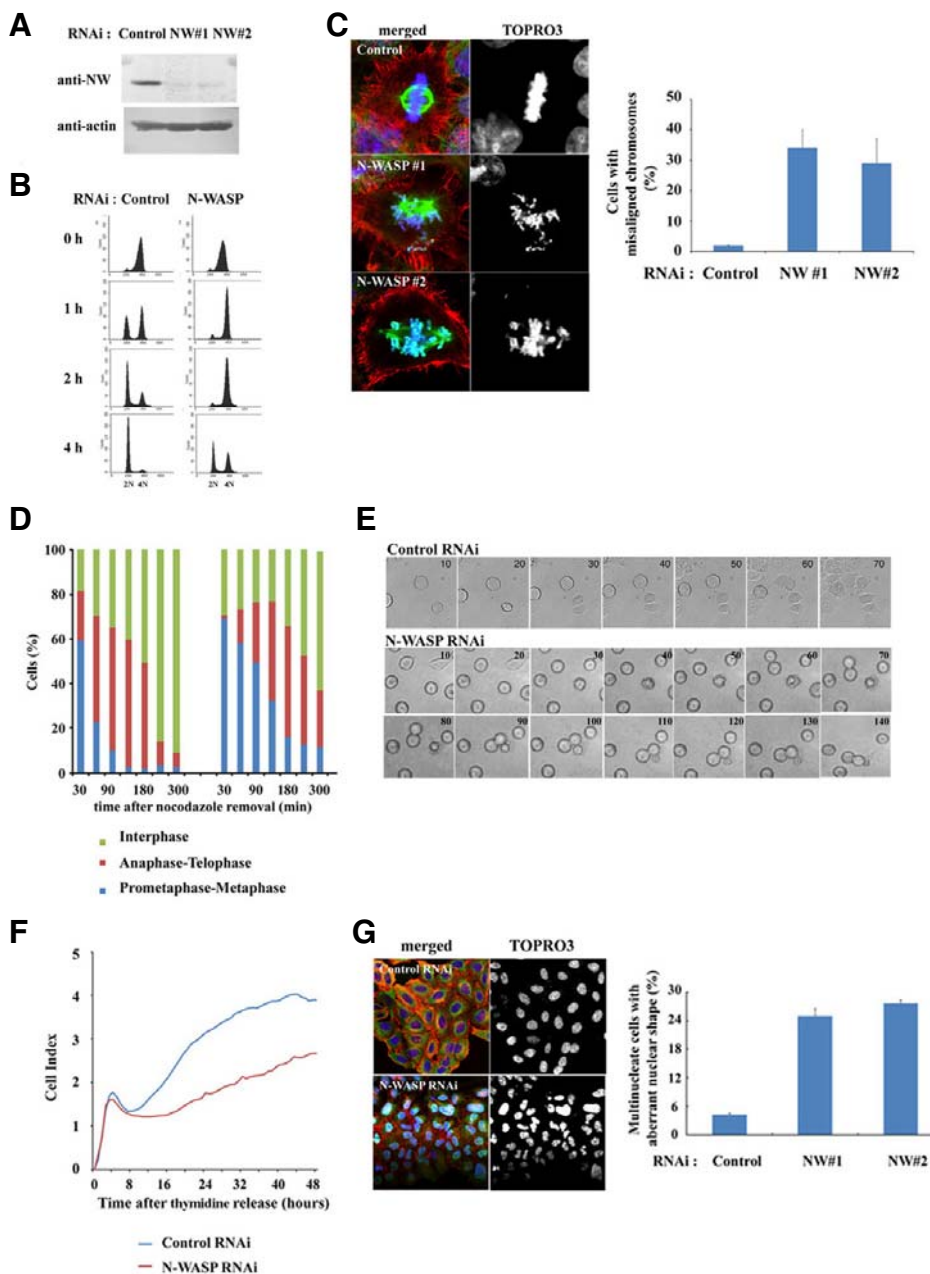 A
RNAi : Control NW#1 NW#2
anti-NW
anti-actin
B
RNAi : Control N-WASP
0 h
1 h
2 h
4 h
2N 4N 2N 4N
C
merged TOPRO3
Control
N-WASP #1
N-WASP #2
Cells with
misaligned chromosomes
(%)
50
40
30
20
10
0
RNAi : Control NW #1 NW#2
D
Cells (%)
100
80
60
40
20
0
30 90 180 300 30 90 180 300
time after nocodazole removal (min)
Interphase
Anaphase-Telophase
Prometaphase-Metaphase
E
Control RNAi
10 20 30 40 50 60 70
N-WASP RNAi
10 20 30 40 50 60 70
80 90 100 110 120 130 140
F
Cell Index
5
4
3
2
1
0
0 8 16 24 32 40 48
Time after thymidine release (hours)
Control RNAi
N-WASP RNAi
G
merged TOPRO3
Control RNAi
N-WASP RNAi
Multinucleate cells with
aberrant nuclear shape (%)
30
24
18
12
6
0
RNAi : Control NW#1 NW#2